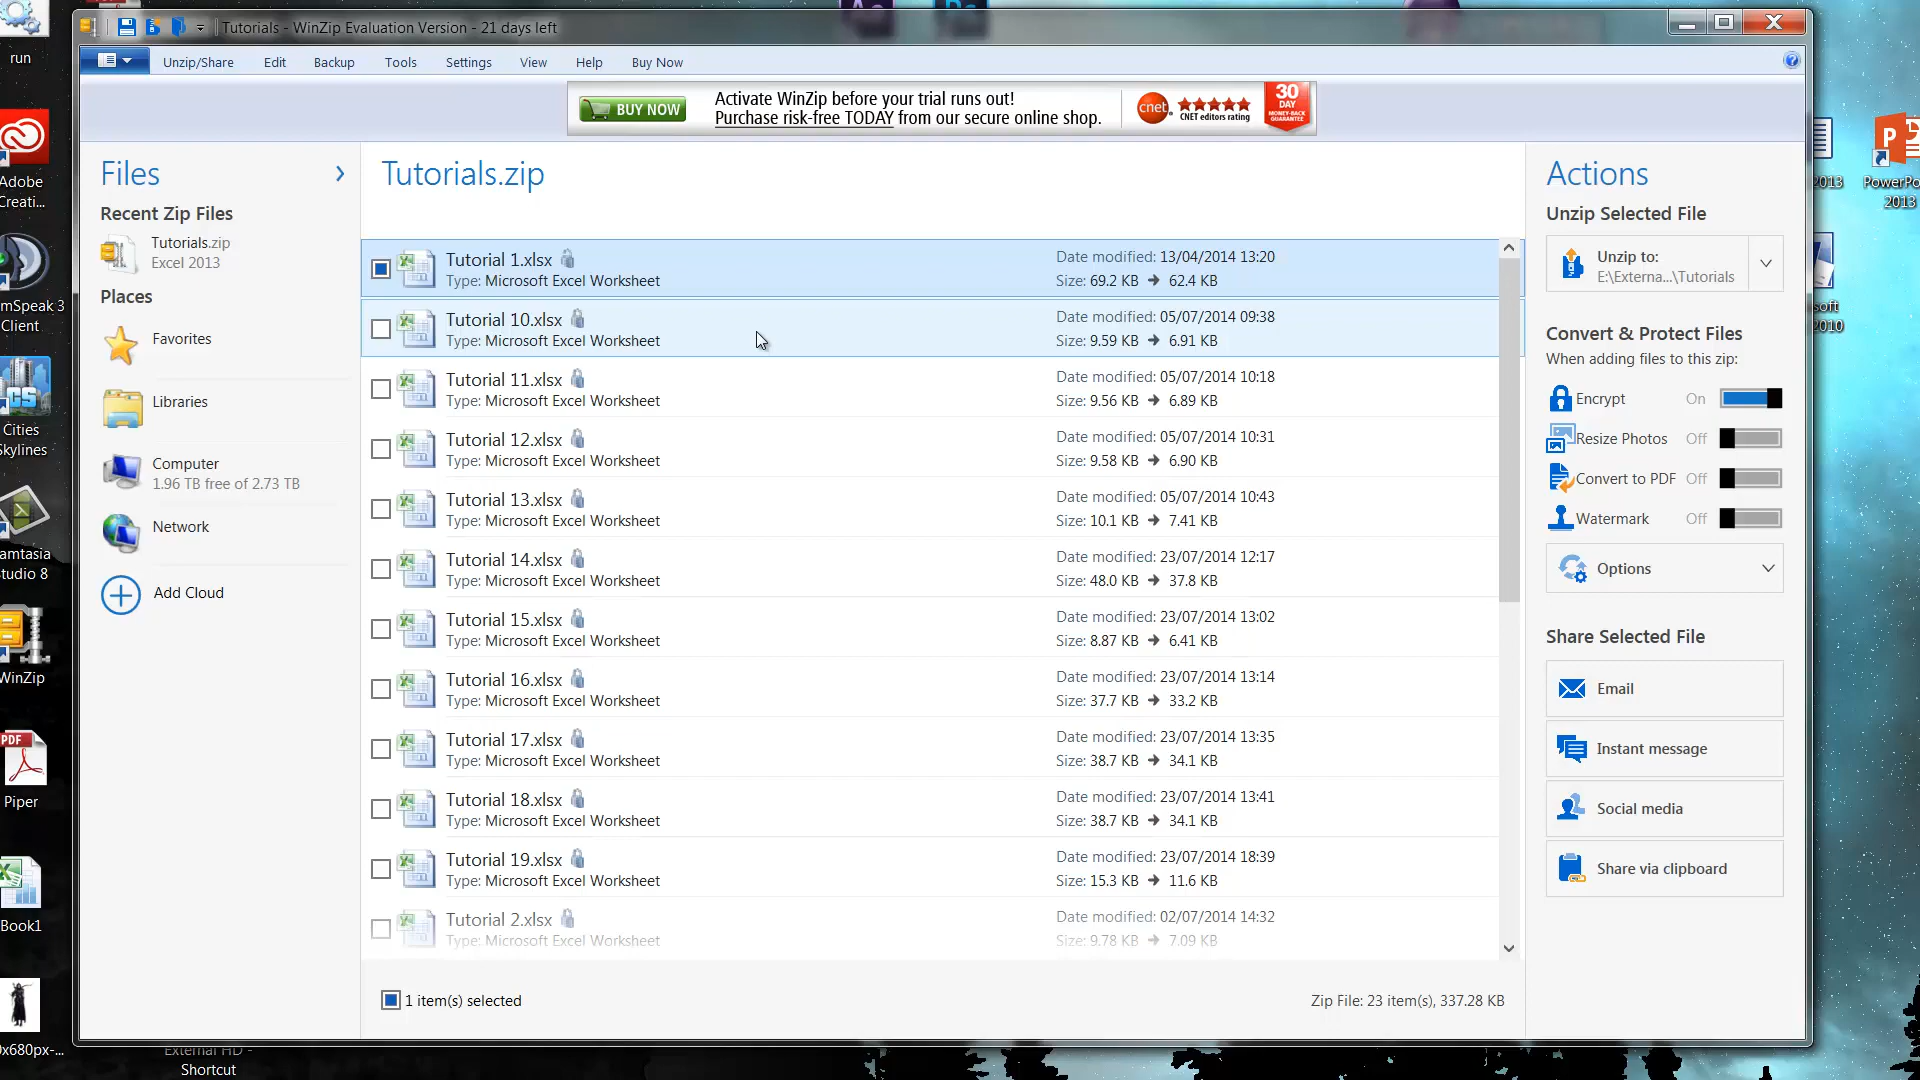 Tutorials - WinZip Evaluation Version - 21 days left
Unzip/Share Edit Backup Tools Settings View Help Buy Now
BUY NOW
Activate WinZip before your trial runs out!
Purchase risk-free TODAY from our secure online shop.
cnet
CNET editors rating
30
DAY
MONEY-BACK
GUARANTEE
Files
Recent Zip Files
Tutorials.zip
Excel 2013
Places
Favorites
Libraries
Computer
1.96 TB free of 2.73 TB
Network
Add Cloud
Tutorials.zip
Tutorial 1.xlsx
Type: Microsoft Excel Worksheet
Date modified: 13/04/2014 13:20
Size: 69.2 KB → 62.4 KB
Tutorial 10.xlsx
Type: Microsoft Excel Worksheet
Date modified: 05/07/2014 09:38
Size: 9.59 KB → 6.91 KB
Tutorial 11.xlsx
Type: Microsoft Excel Worksheet
Date modified: 05/07/2014 10:18
Size: 9.56 KB → 6.89 KB
Tutorial 12.xlsx
Type: Microsoft Excel Worksheet
Date modified: 05/07/2014 10:31
Size: 9.58 KB → 6.90 KB
Tutorial 13.xlsx
Type: Microsoft Excel Worksheet
Date modified: 05/07/2014 10:43
Size: 10.1 KB → 7.41 KB
Tutorial 14.xlsx
Type: Microsoft Excel Worksheet
Date modified: 23/07/2014 12:17
Size: 48.0 KB → 37.8 KB
Tutorial 15.xlsx
Type: Microsoft Excel Worksheet
Date modified: 23/07/2014 13:02
Size: 8.87 KB → 6.41 KB
Tutorial 16.xlsx
Type: Microsoft Excel Worksheet
Date modified: 23/07/2014 13:14
Size: 37.7 KB → 33.2 KB
Tutorial 17.xlsx
Type: Microsoft Excel Worksheet
Date modified: 23/07/2014 13:35
Size: 38.7 KB → 34.1 KB
Tutorial 18.xlsx
Type: Microsoft Excel Worksheet
Date modified: 23/07/2014 13:41
Size: 38.7 KB → 34.1 KB
Tutorial 19.xlsx
Type: Microsoft Excel Worksheet
Date modified: 23/07/2014 18:39
Size: 15.3 KB → 11.6 KB
Tutorial 2.xlsx
Type: Microsoft Excel Worksheet
Date modified: 02/07/2014 14:32
Size: 9.78 KB → 7.09 KB
1 item(s) selected
Zip File: 23 item(s), 337.28 KB
Actions
Unzip Selected File
Unzip to:
E:\Externa...\Tutorials
Convert & Protect Files
When adding files to this zip:
Encrypt On
Resize Photos Off
Convert to PDF Off
Watermark Off
Options
Share Selected File
Email
Instant message
Social media
Share via clipboard
run
Adobe
Creati...
mSpeak 3
Client
Cities
Skylines
amtasia
Studio 8
WinZip
PDF
Piper
Book1
0x680px-...
External HD -
Shortcut
2013
PowerPo
2013
soft
2010